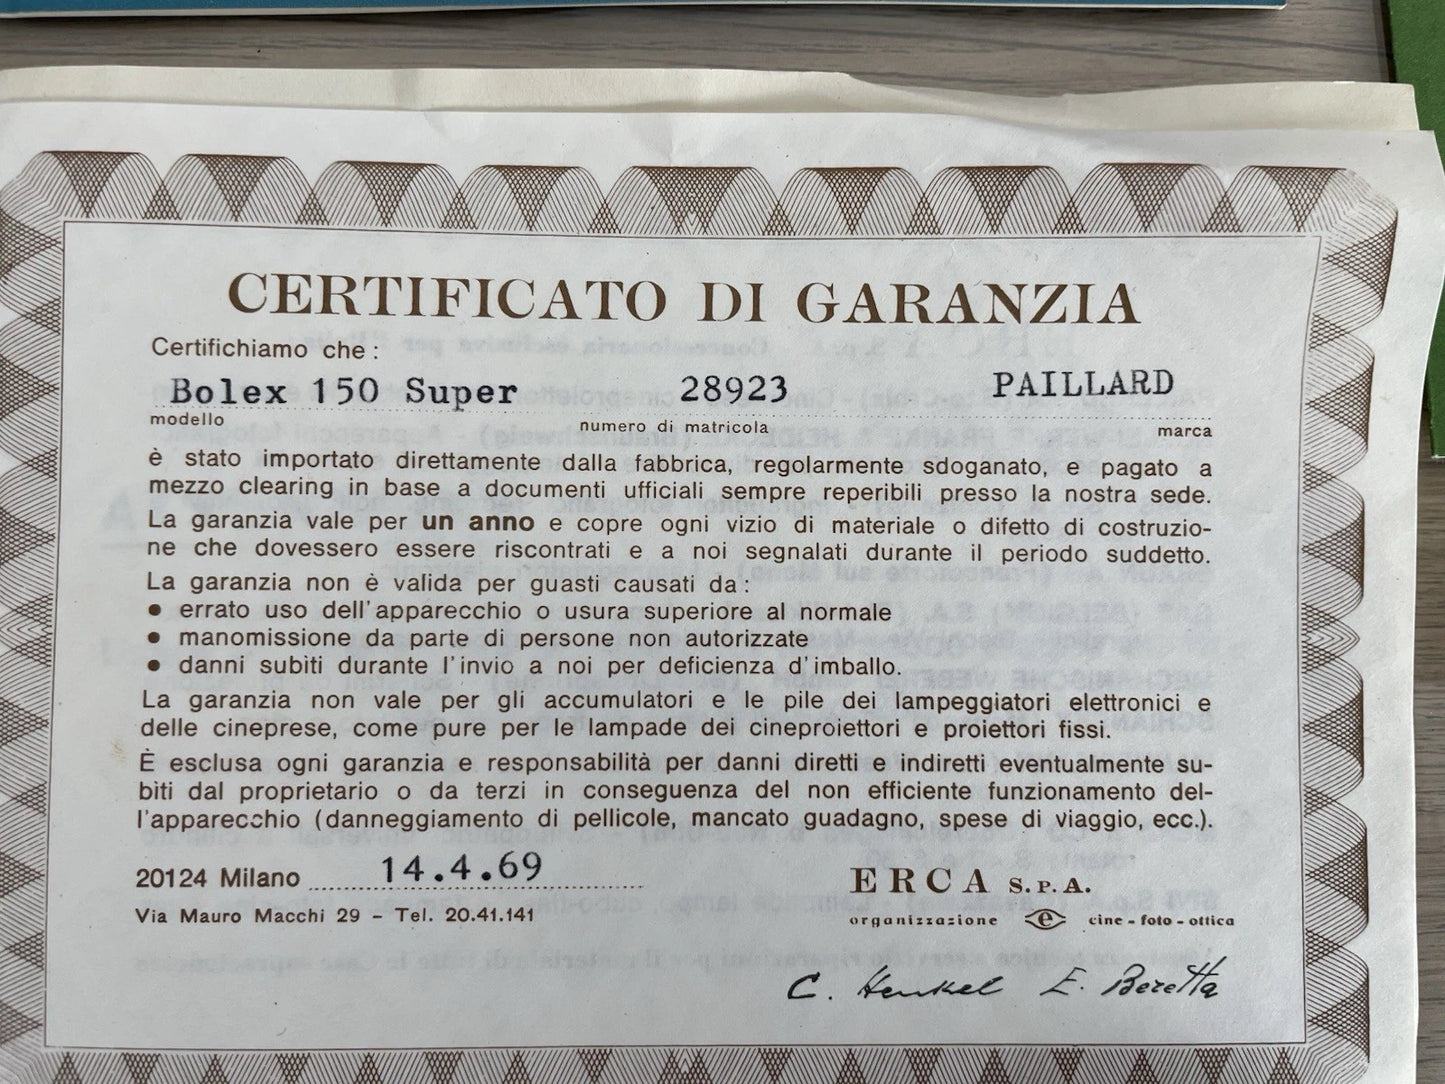 CERTIFICATO DI GARANZIA
Certifichiamo che :
Bolex 150 Super 28923 PAILLARD
modello numero di matricola marca
è stato importato direttamente dalla fabbrica, regolarmente sdoganato, e pagato a
mezzo clearing in base a documenti ufficiali sempre reperibili presso la nostra sede.
La garanzia vale per un anno e copre ogni vizio di materiale o difetto di costruzio-
ne che dovessero essere riscontrati e a noi segnalati durante il periodo suddetto.
La garanzia non è valida per guasti causati da :
● errato uso dell'apparecchio o usura superiore al normale
● manomissione da parte di persone non autorizzate
● danni subiti durante l'invio a noi per deficienza d'imballo.
La garanzia non vale per gli accumulatori e le pile dei lampeggiatori elettronici e
delle cineprese, come pure per le lampade dei cineproiettori e proiettori fissi.
È esclusa ogni garanzia e responsabilità per danni diretti e indiretti eventualmente su-
biti dal proprietario o da terzi in conseguenza del non efficiente funzionamento del-
l'apparecchio (danneggiamento di pellicole, mancato guadagno, spese di viaggio, ecc.).
20124 Milano 14.4.69
Via Mauro Macchi 29 - Tel. 20.41.141
ERCA S.P.A.
organizzazione e cine - foto - ottica
C. Henkel E. Beretta